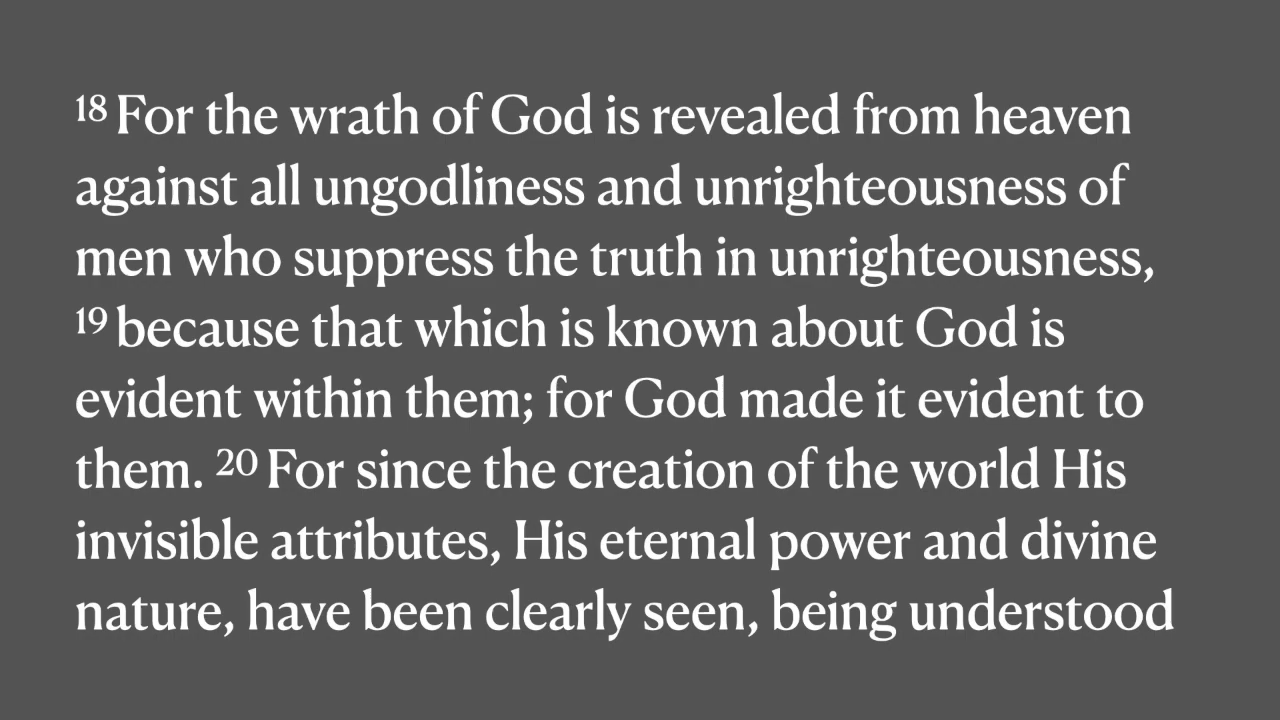 18 For the wrath of God is revealed from heaven
against all ungodliness and unrighteousness of
men who suppress the truth in unrighteousness,
19 because that which is known about God is
evident within them; for God made it evident to
them. 20 For since the creation of the world His
invisible attributes, His eternal power and divine
nature, have been clearly seen, being understood